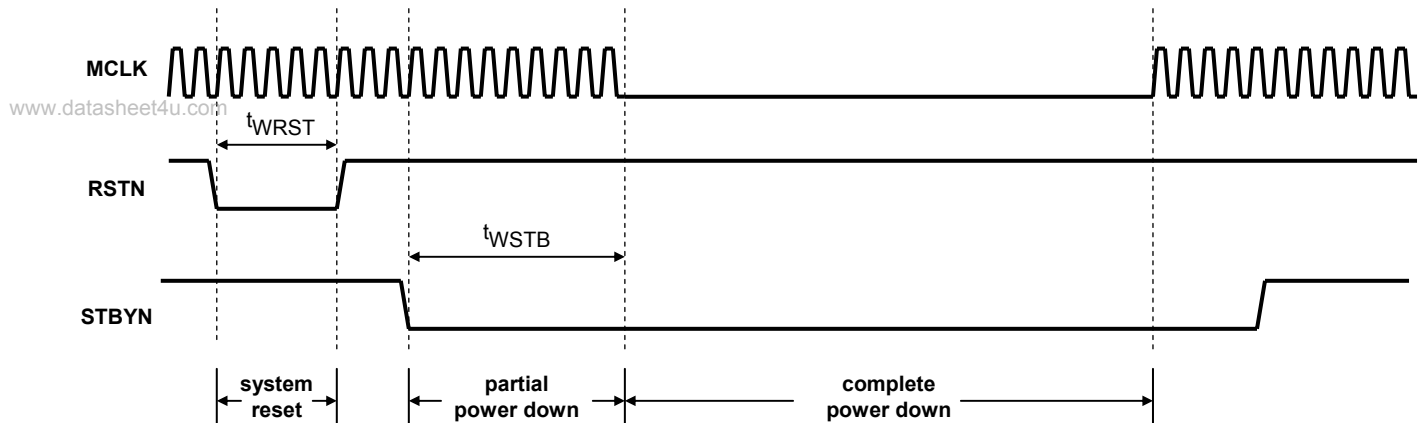 MCLK
www.datasheet4u.com
tWRST
RSTN
tWSTB
STBYN
system
reset
partial
power down
complete
power down